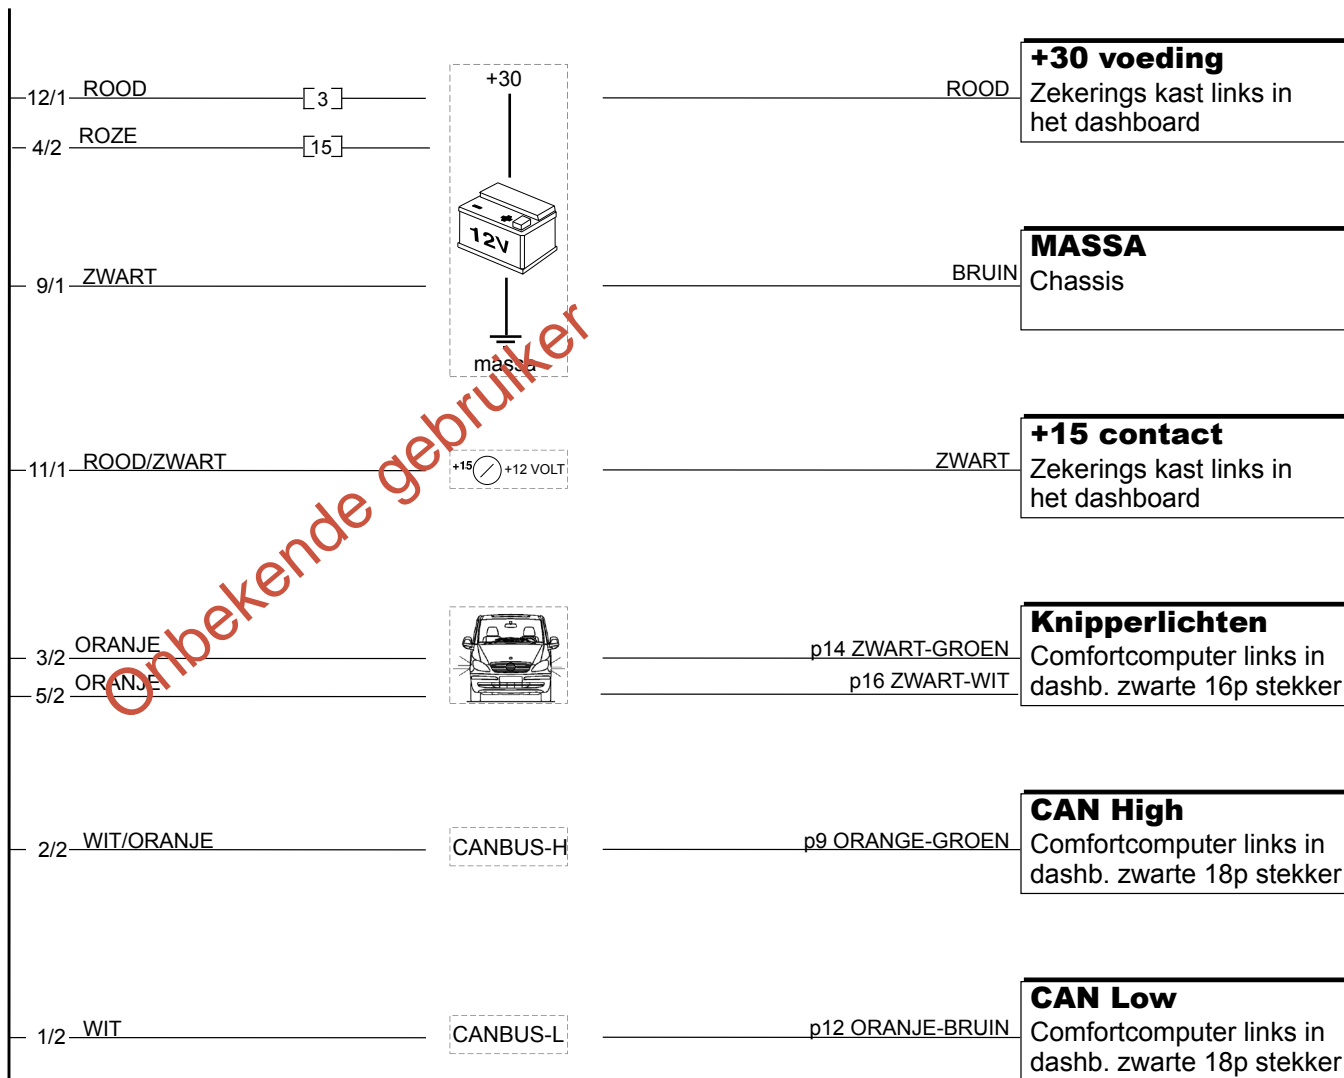 +30 voeding
12/1 ROOD [3] +30 ROOD Zekerings kast links in
het dashboard
4/2 ROZE [15]
12V
MASSA
9/1 ZWART BRUIN Chassis
massa
+15 contact
11/1 ROOD/ZWART +15 +12 VOLT ZWART Zekerings kast links in
het dashboard
Onbekende gebruiker
Knipperlichten
3/2 ORANJE p14 ZWART-GROEN Comfortcomputer links in
5/2 ORANJE p16 ZWART-WIT dashb. zwarte 16p stekker
CAN High
2/2 WIT/ORANJE CANBUS-H p9 ORANGE-GROEN Comfortcomputer links in
dashb. zwarte 18p stekker
CAN Low
1/2 WIT CANBUS-L p12 ORANJE-BRUIN Comfortcomputer links in
dashb. zwarte 18p stekker